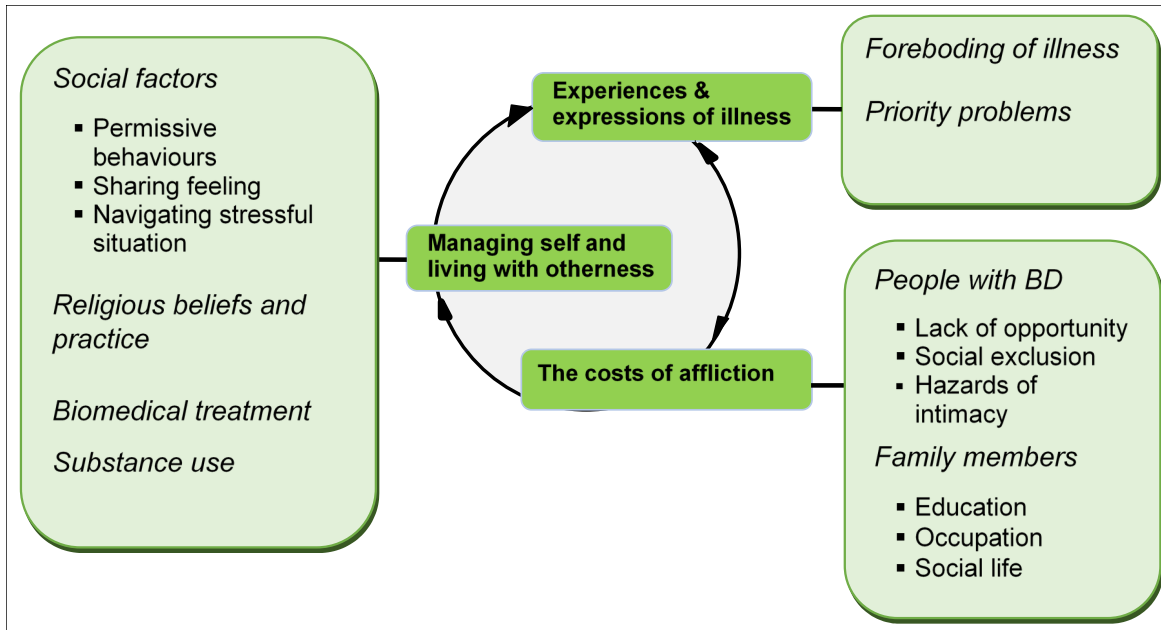 Social factors
▪ Permissive
behaviours
▪ Sharing feeling
▪ Navigating stressful
situation
Religious beliefs and
practice
Biomedical treatment
Substance use
Experiences &
expressions of illness
Managing self and
living with otherness
The costs of affliction
Foreboding of illness
Priority problems
People with BD
▪ Lack of opportunity
▪ Social exclusion
▪ Hazards of
intimacy
Family members
▪ Education
▪ Occupation
▪ Social life